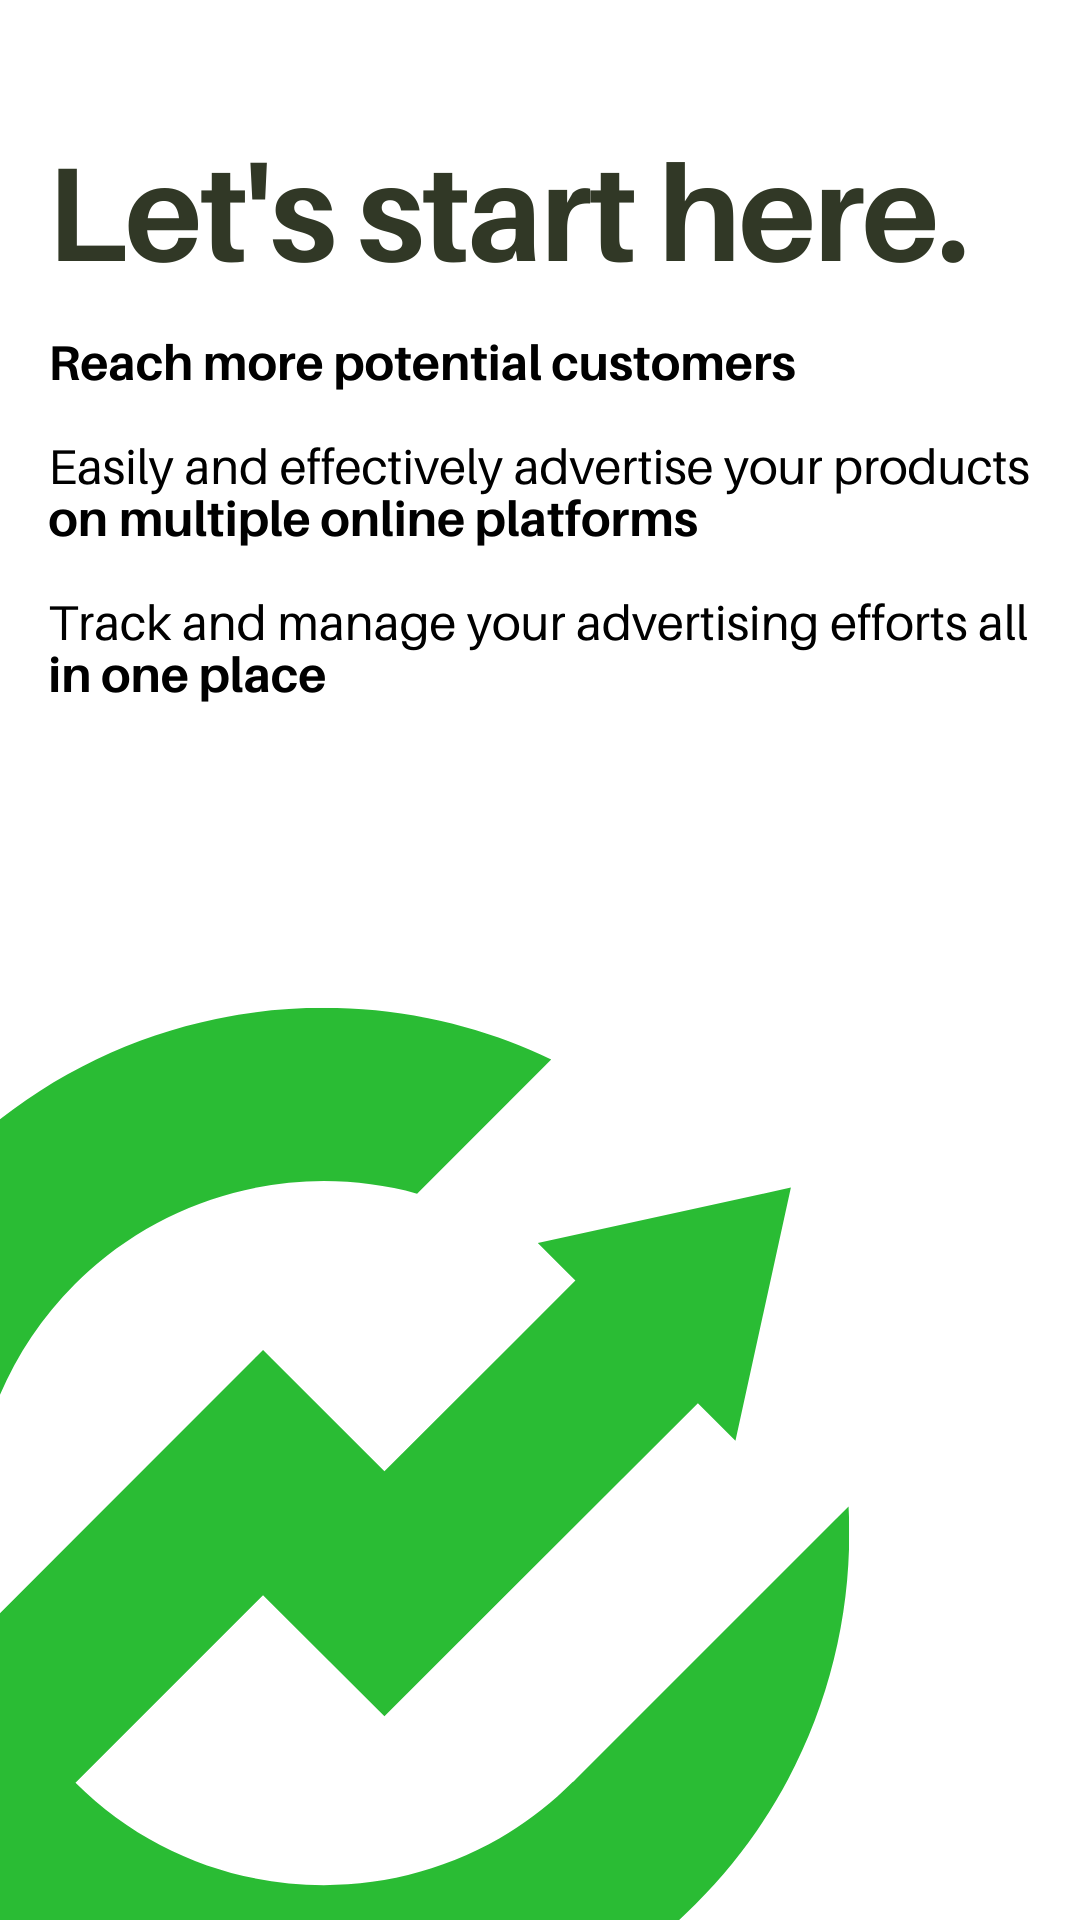 Let's start here.
Reach more potential customers
Easily and effectively advertise your products
on multiple online platforms
Track and manage your advertising efforts all
in one place